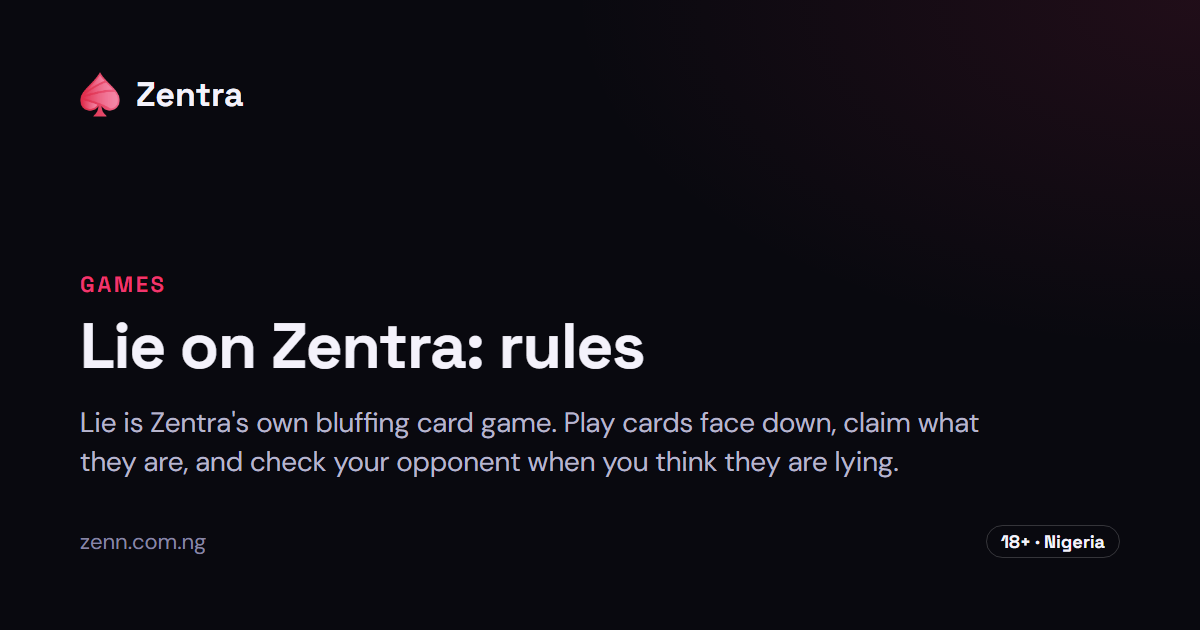 Zentra
GAMES
Lie on Zentra: rules
Lie is Zentra's own bluffing card game. Play cards face down, claim what
they are, and check your opponent when you think they are lying.
zenn.com.ng
18+ · Nigeria